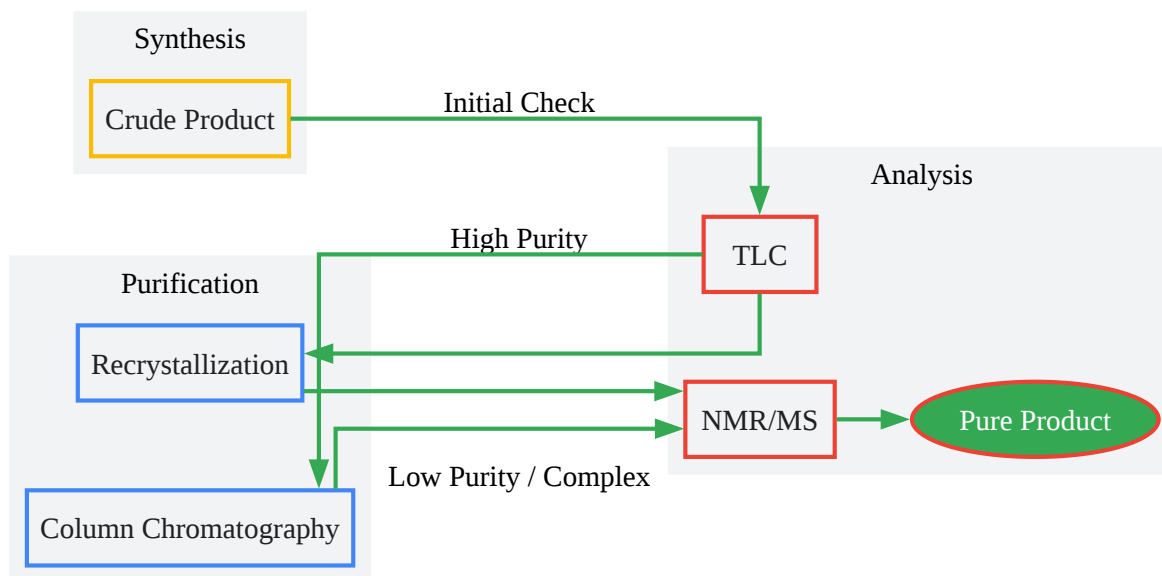 Synthesis
Crude Product
Initial Check
Analysis
TLC
High Purity
Purification
Recrystallization
NMR/MS
Pure Product
Low Purity / Complex
Column Chromatography